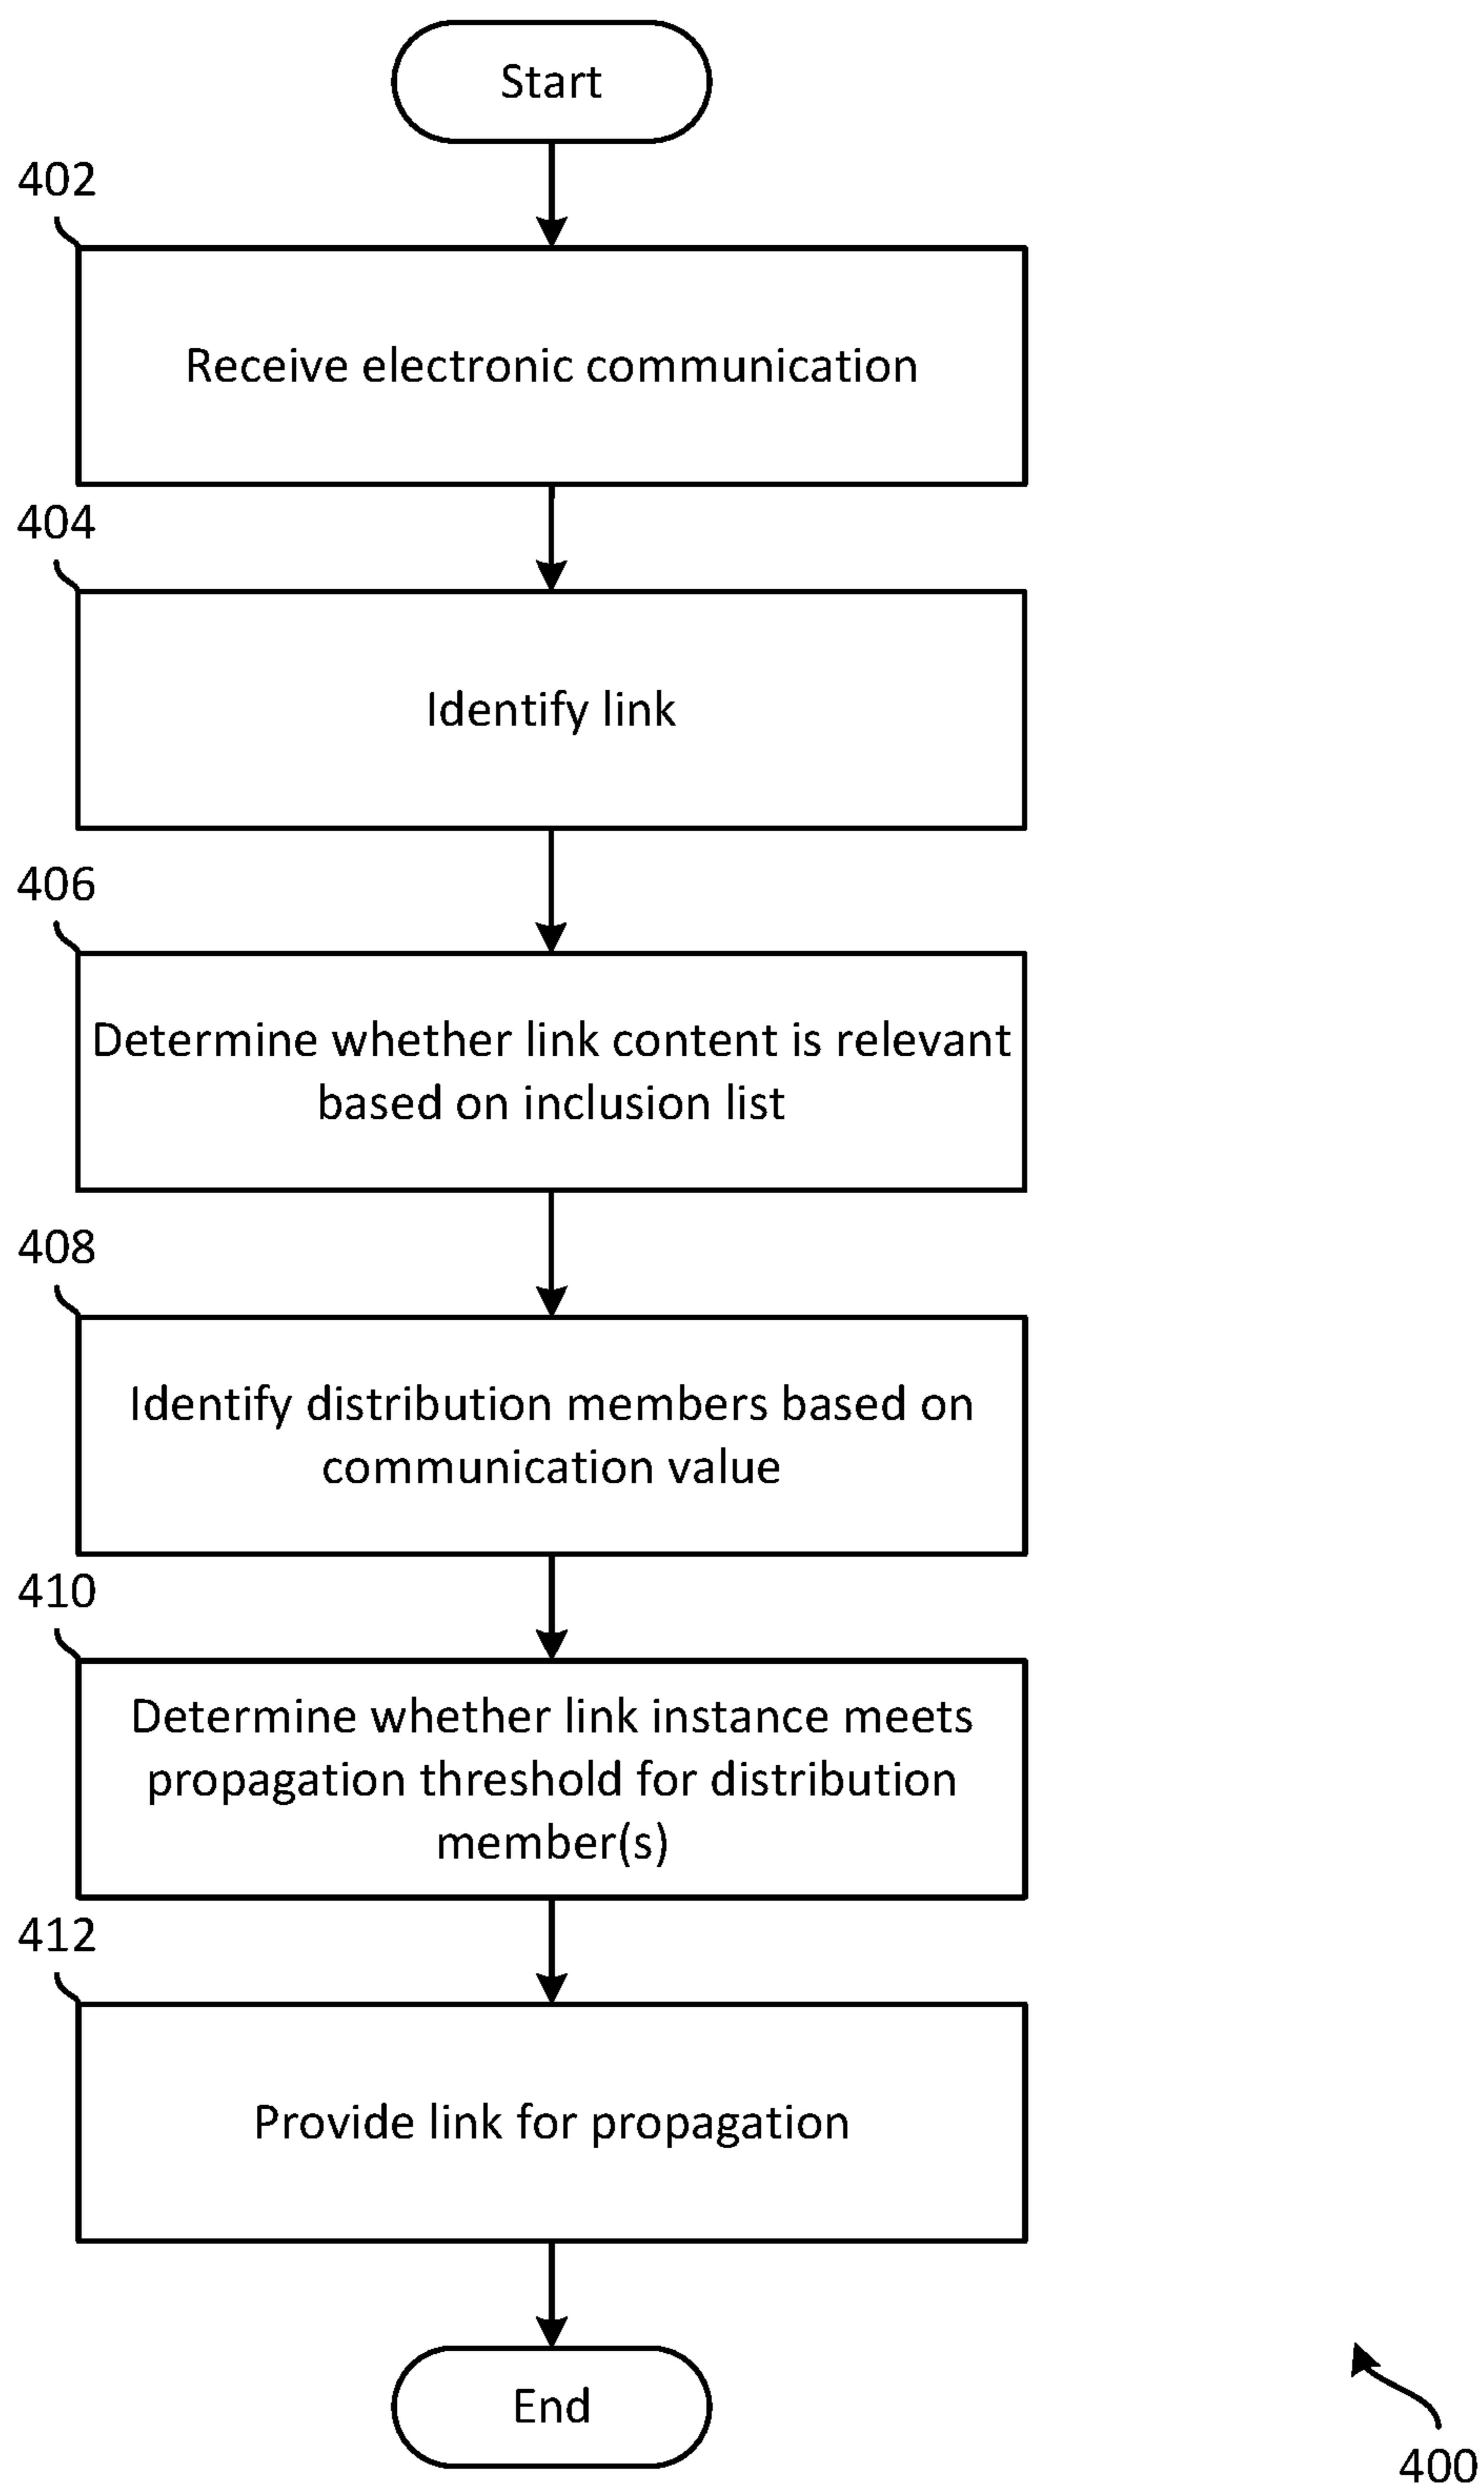 Start
402
Receive electronic communication
404
Identify link
406
Determine whether link content is relevant
based on inclusion list
408
Identify distribution members based on
communication value
410
Determine whether link instance meets
propagation threshold for distribution
member(s)
412
Provide link for propagation
End
400